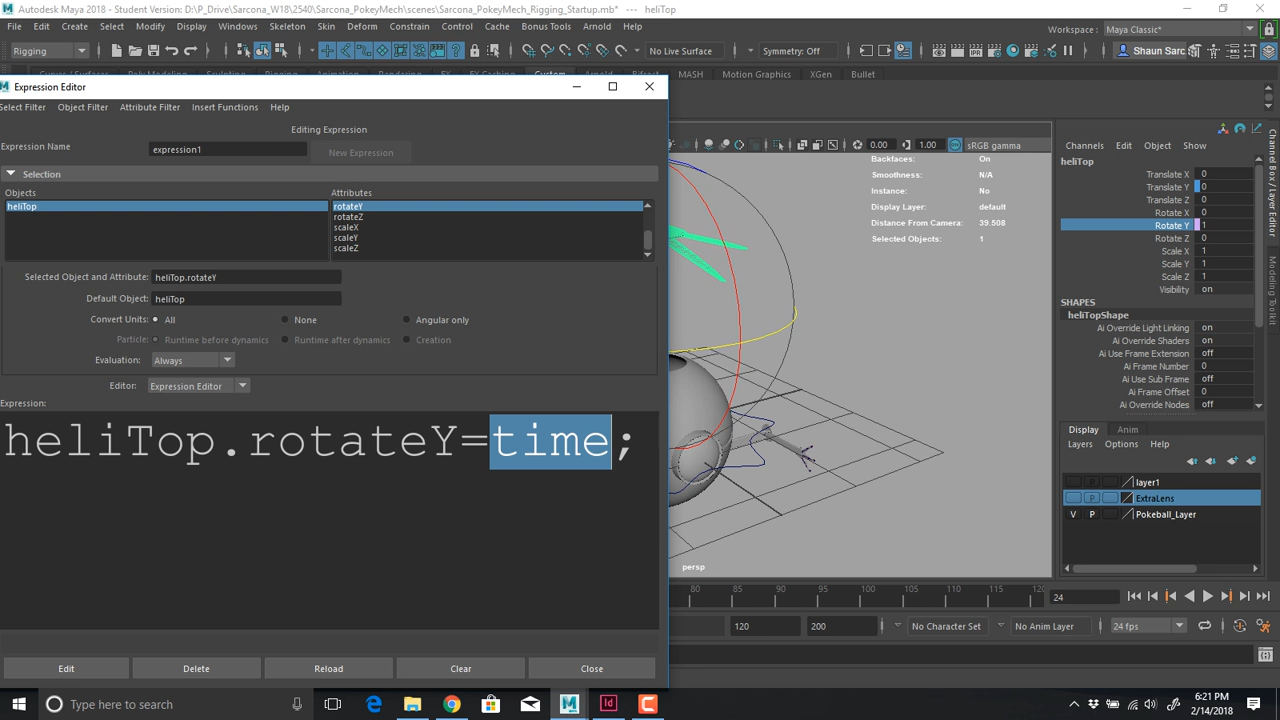 Autodesk Maya 2018 - Student Version: D:\P_Drive\Sarcona_W18\2540\Sarcona_PokeyMech\scenes\Sarcona_PokeyMech_Rigging_Startup.mb* --- heliTop
File Edit Create Select Modify Display Windows Skeleton Skin Deform Constrain Control Cache Bonus Tools Arnold Help
Workspace : Maya Classic*
Rigging No Live Surface Symmetry: Off Shaun Sarc
Custom MASH Motion Graphics XGen Bullet
Expression Editor
Select Filter Object Filter Attribute Filter Insert Functions Help
Editing Expression
Expression Name expression1 New Expression
Selection
Objects Attributes
heliTop rotateY
rotateZ
scaleX
scaleY
scaleZ
Selected Object and Attribute: heliTop.rotateY
Default Object: heliTop
Convert Units: All None Angular only
Particle: Runtime before dynamics Runtime after dynamics Creation
Evaluation: Always
Editor: Expression Editor
Expression:
heliTop.rotateY=time;
Edit Delete Reload Clear Close
0.00 1.00 sRGB gamma
Backfaces: On
Smoothness: N/A
Instance: No
Display Layer: default
Distance From Camera: 39.508
Selected Objects: 1
persp
Channels Edit Object Show
heliTop
Translate X 0
Translate Y 0
Translate Z 0
Rotate X 0
Rotate Y 1
Rotate Z 0
Scale X 1
Scale Y 1
Scale Z 1
Visibility on
SHAPES
heliTopShape
Ai Override Light Linking on
Ai Override Shaders on
Ai Use Frame Extension off
Ai Frame Number 0
Ai Use Sub Frame off
Ai Frame Offset 0
Ai Override Nodes off
Channel Box / Layer Editor
Modeling Toolkit
Display Anim
Layers Options Help
P layer1
P ExtraLens
V P Pokeball_Layer
80 85 90 95 100 105 110 115 120 24
120 200 No Character Set No Anim Layer 24 fps
Type here to search
6:21 PM
2/14/2018